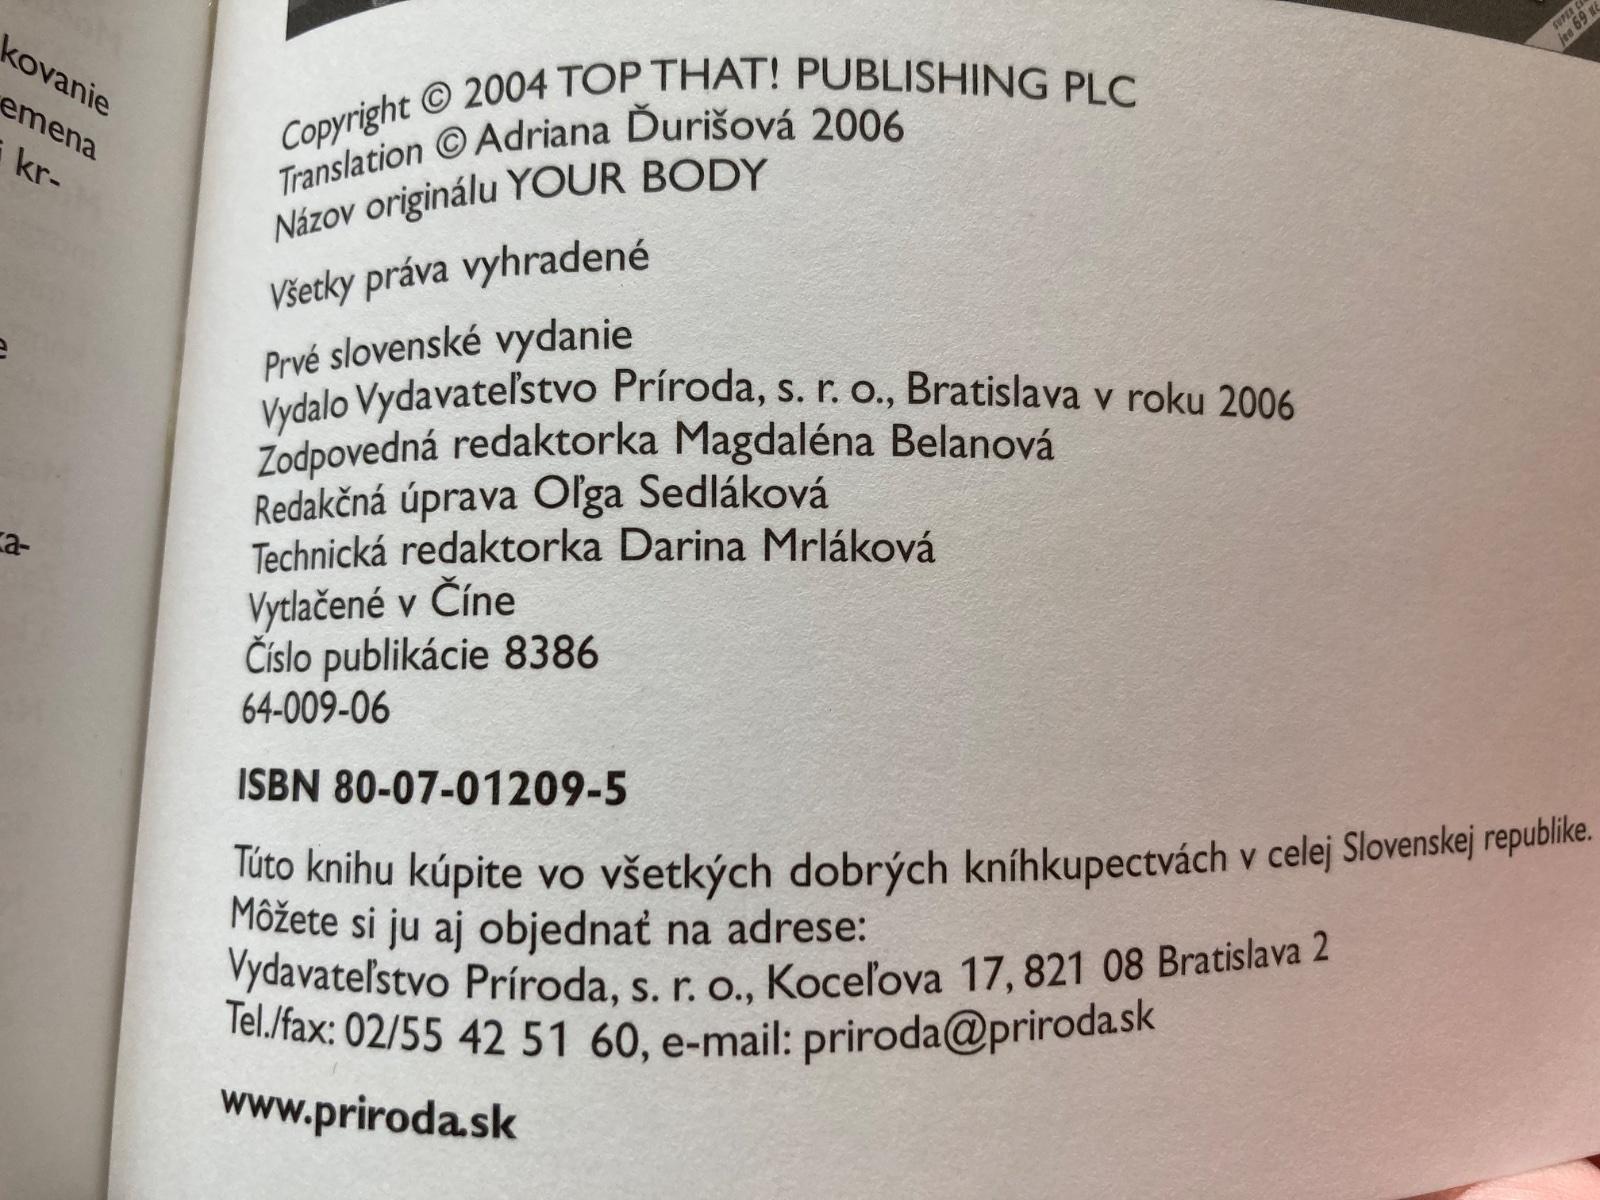 kovanie
emena
kr-
e
ka-
SUPER
jen 69 Kč
Copyright © 2004 TOP THAT! PUBLISHING PLC
Translation © Adriana Ďurišová 2006
Názov originálu YOUR BODY
Všetky práva vyhradené
Prvé slovenské vydanie
Vydalo Vydavateľstvo Príroda, s. r. o., Bratislava v roku 2006
Zodpovedná redaktorka Magdaléna Belanová
Redakčná úprava Oľga Sedláková
Technická redaktorka Darina Mrláková
Vytlačené v Číne
Číslo publikácie 8386
64-009-06
ISBN 80-07-01209-5
Túto knihu kúpite vo všetkých dobrých kníhkupectvách v celej Slovenskej republike.
Môžete si ju aj objednať na adrese:
Vydavateľstvo Príroda, s. r. o., Koceľova 17, 821 08 Bratislava 2
Tel./fax: 02/55 42 51 60, e-mail: priroda@priroda.sk
www.priroda.sk